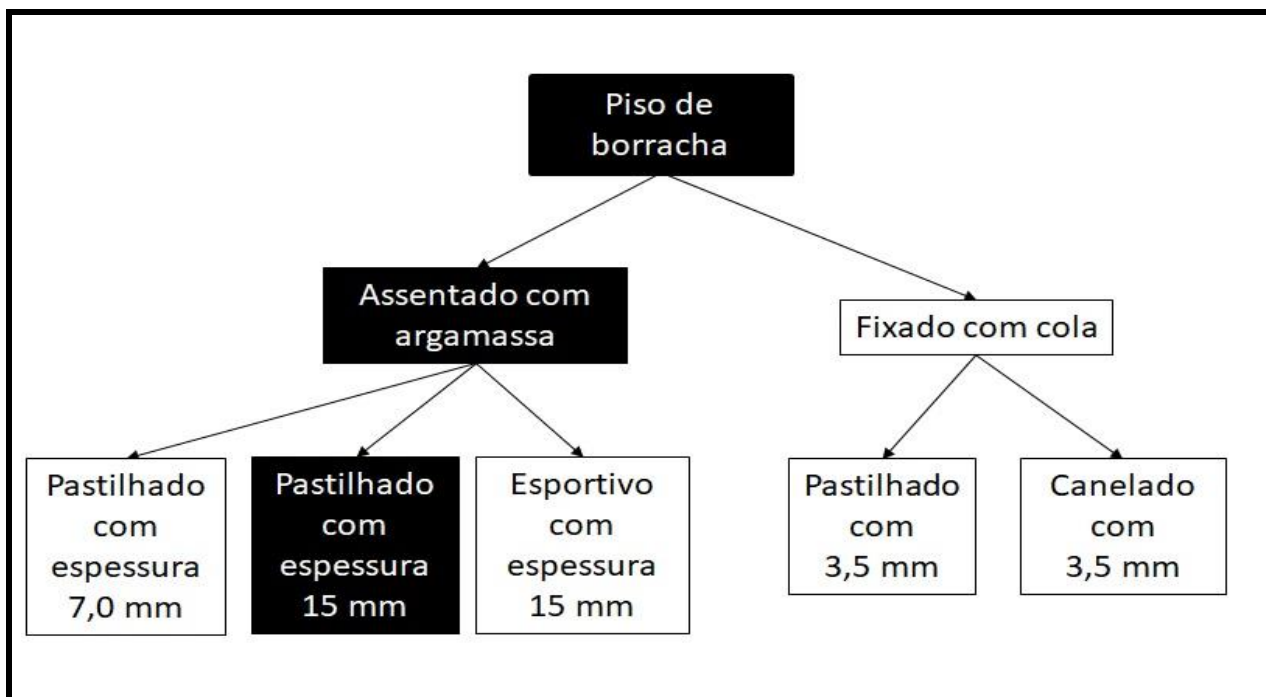 Piso de
borracha
Assentado com
argamassa
Fixado com cola
Pastilhado
com
espessura
7,0 mm
Pastilhado
com
espessura
15 mm
Esportivo
com
espessura
15 mm
Pastilhado
com
3,5 mm
Canelado
com
3,5 mm